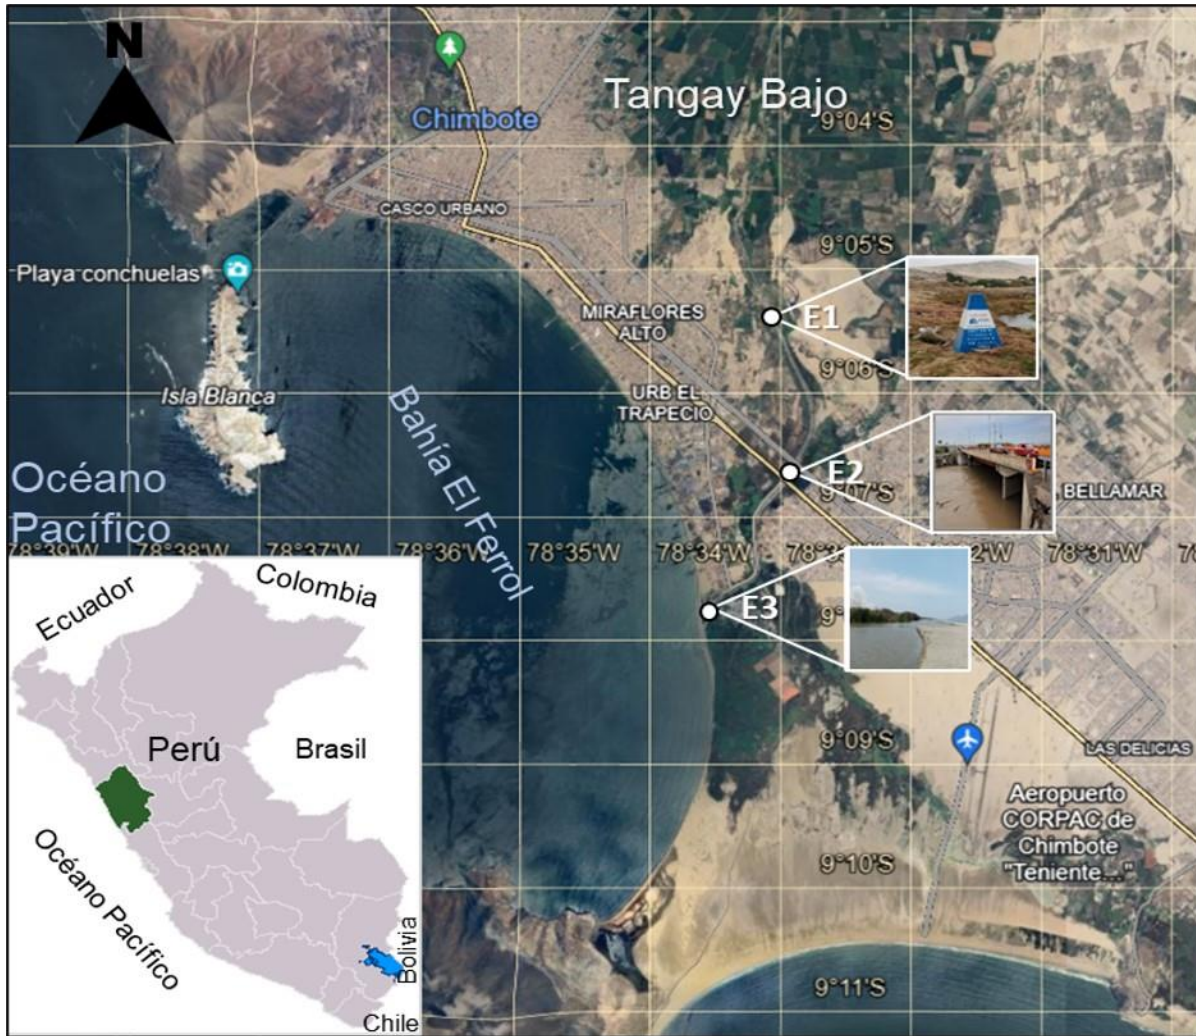 N
Tangay Bajo
Chimbote
9°04'S
CASCO URBANO
9°05'S
Playa conchuelas
MIRAFLORES
ALTO
E1
9°06'S
Isla Blanca
URB EL
TRAPECIO
Bahía El Ferrol
E2
9°07'S
BELLAMAR
Océano
Pacífico
78°39'W
78°38'W
78°37'W
78°36'W
78°35'W
78°34'W
78°31'W
E3
9°09'S
LAS DELICIAS
Aeropuerto
CORPAC de
Chimbote
"Teniente..."
9°10'S
9°11'S
Ecuador
Colombia
Perú
Brasil
Océano Pacífico
Bolivia
Chile